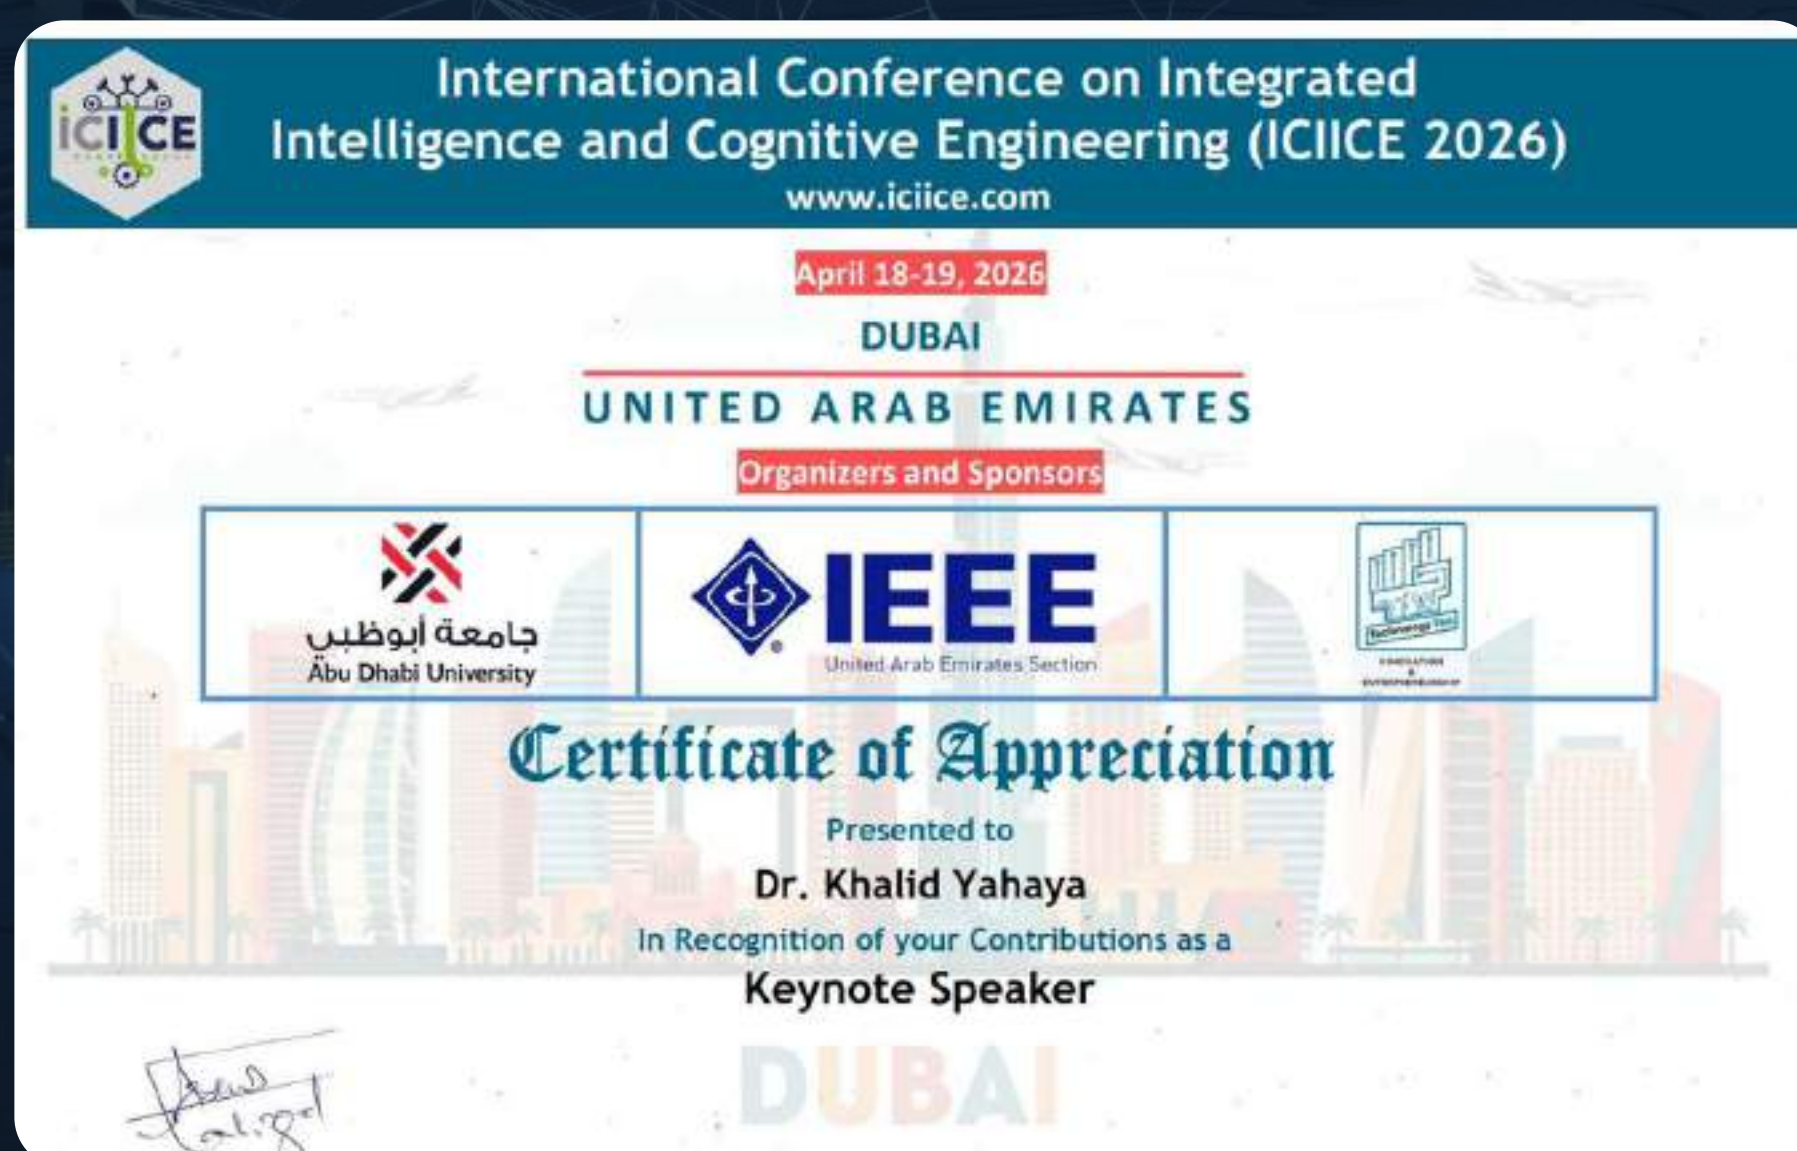 iCIICE
International Conference on Integrated
Intelligence and Cognitive Engineering (ICIICE 2026)
www.iciice.com
April 18-19, 2026
DUBAI
UNITED ARAB EMIRATES
Organizers and Sponsors
جامعة أبوظبي
Abu Dhabi University
IEEE
United Arab Emirates Section
&
Certificate of Appreciation
Presented to
Dr. Khalid Yahaya
In Recognition of your Contributions as a
Keynote Speaker
DUBAI